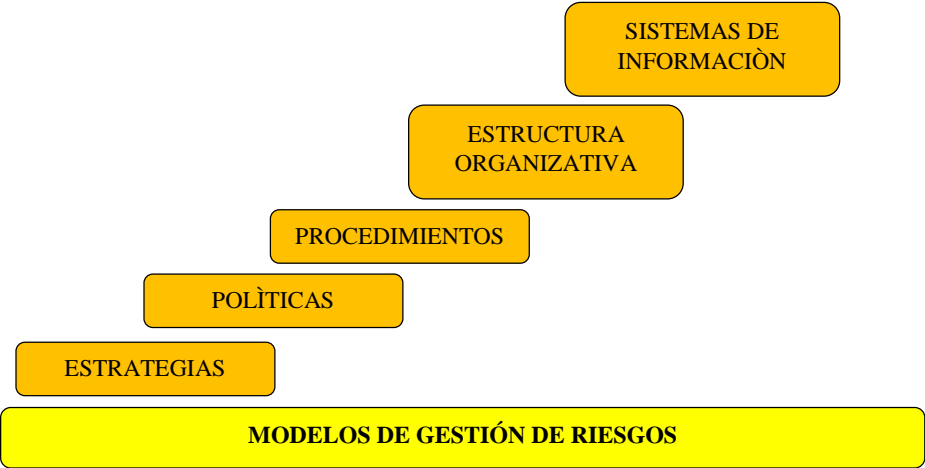 SISTEMAS DE
INFORMACIÒN
ESTRUCTURA
ORGANIZATIVA
PROCEDIMIENTOS
POLÌTICAS
ESTRATEGIAS
MODELOS DE GESTIÓN DE RIESGOS